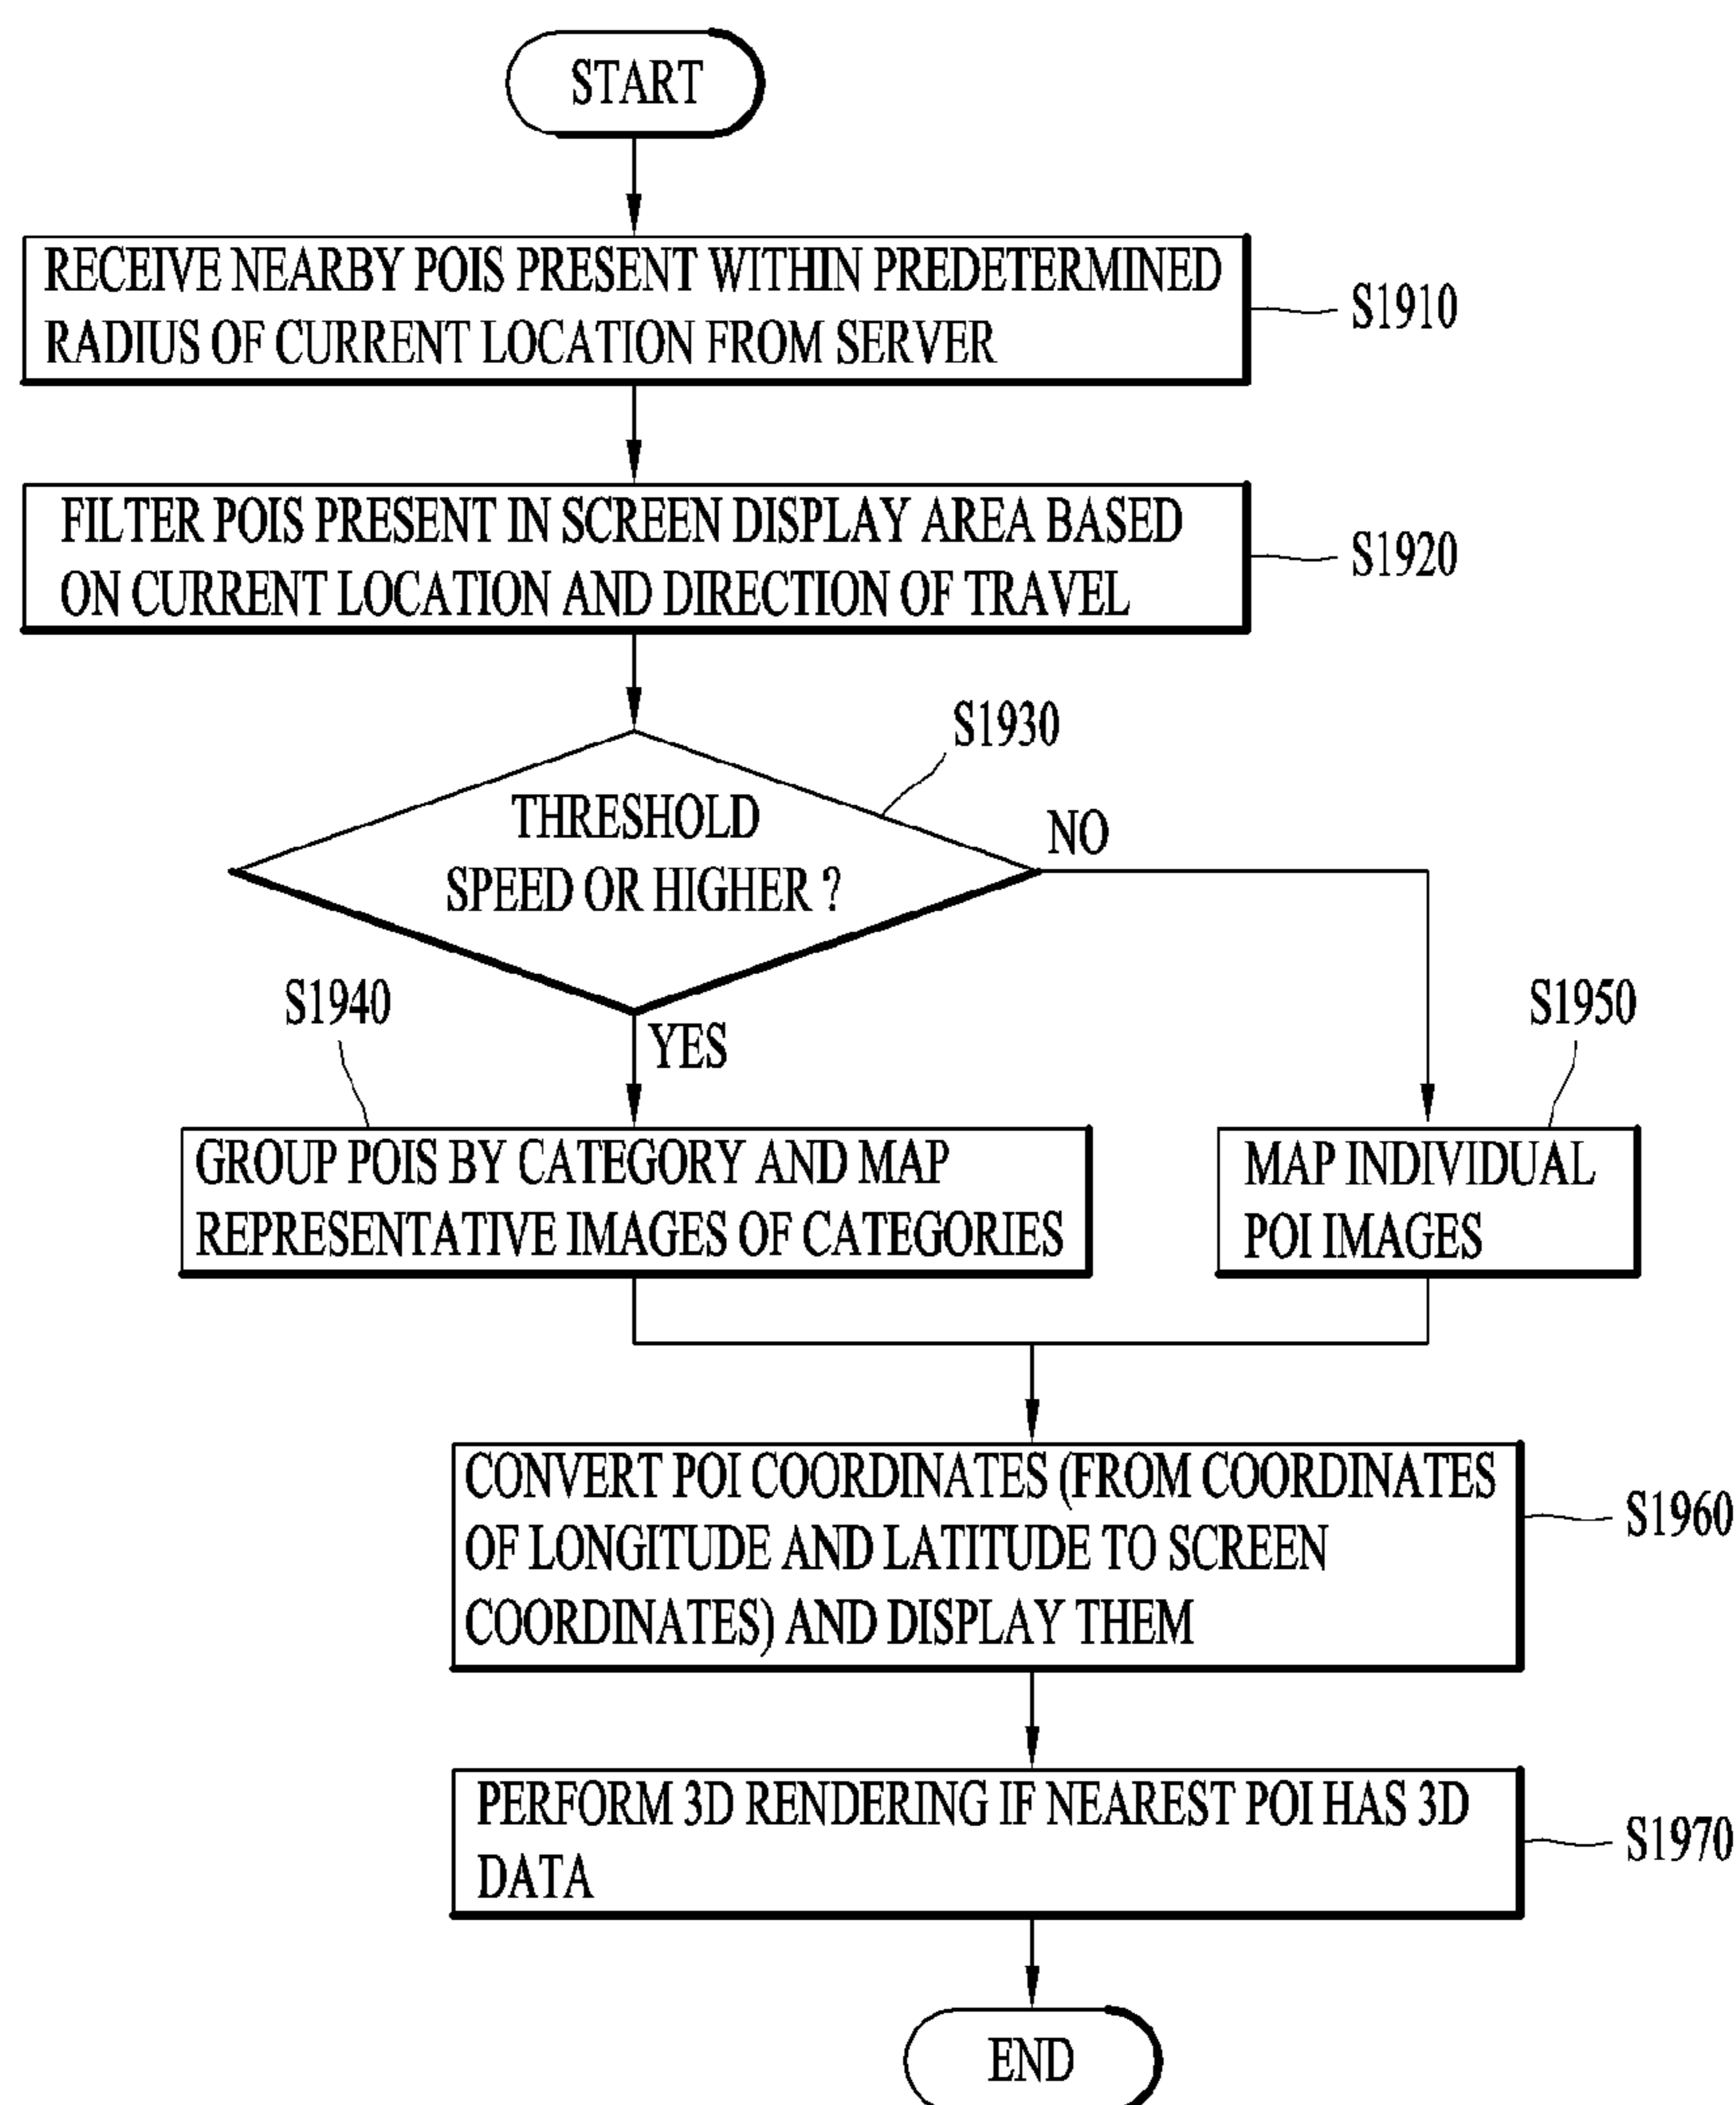 START
RECEIVE NEARBY POIS PRESENT WITHIN PREDETERMINED
RADIUS OF CURRENT LOCATION FROM SERVER
S1910
FILTER POIS PRESENT IN SCREEN DISPLAY AREA BASED
ON CURRENT LOCATION AND DIRECTION OF TRAVEL
S1920
S1930
THRESHOLD
SPEED OR HIGHER ?
NO
YES
S1940
GROUP POIS BY CATEGORY AND MAP
REPRESENTATIVE IMAGES OF CATEGORIES
S1950
MAP INDIVIDUAL
POI IMAGES
CONVERT POI COORDINATES (FROM COORDINATES
OF LONGITUDE AND LATITUDE TO SCREEN
COORDINATES) AND DISPLAY THEM
S1960
PERFORM 3D RENDERING IF NEAREST POI HAS 3D
DATA
S1970
END